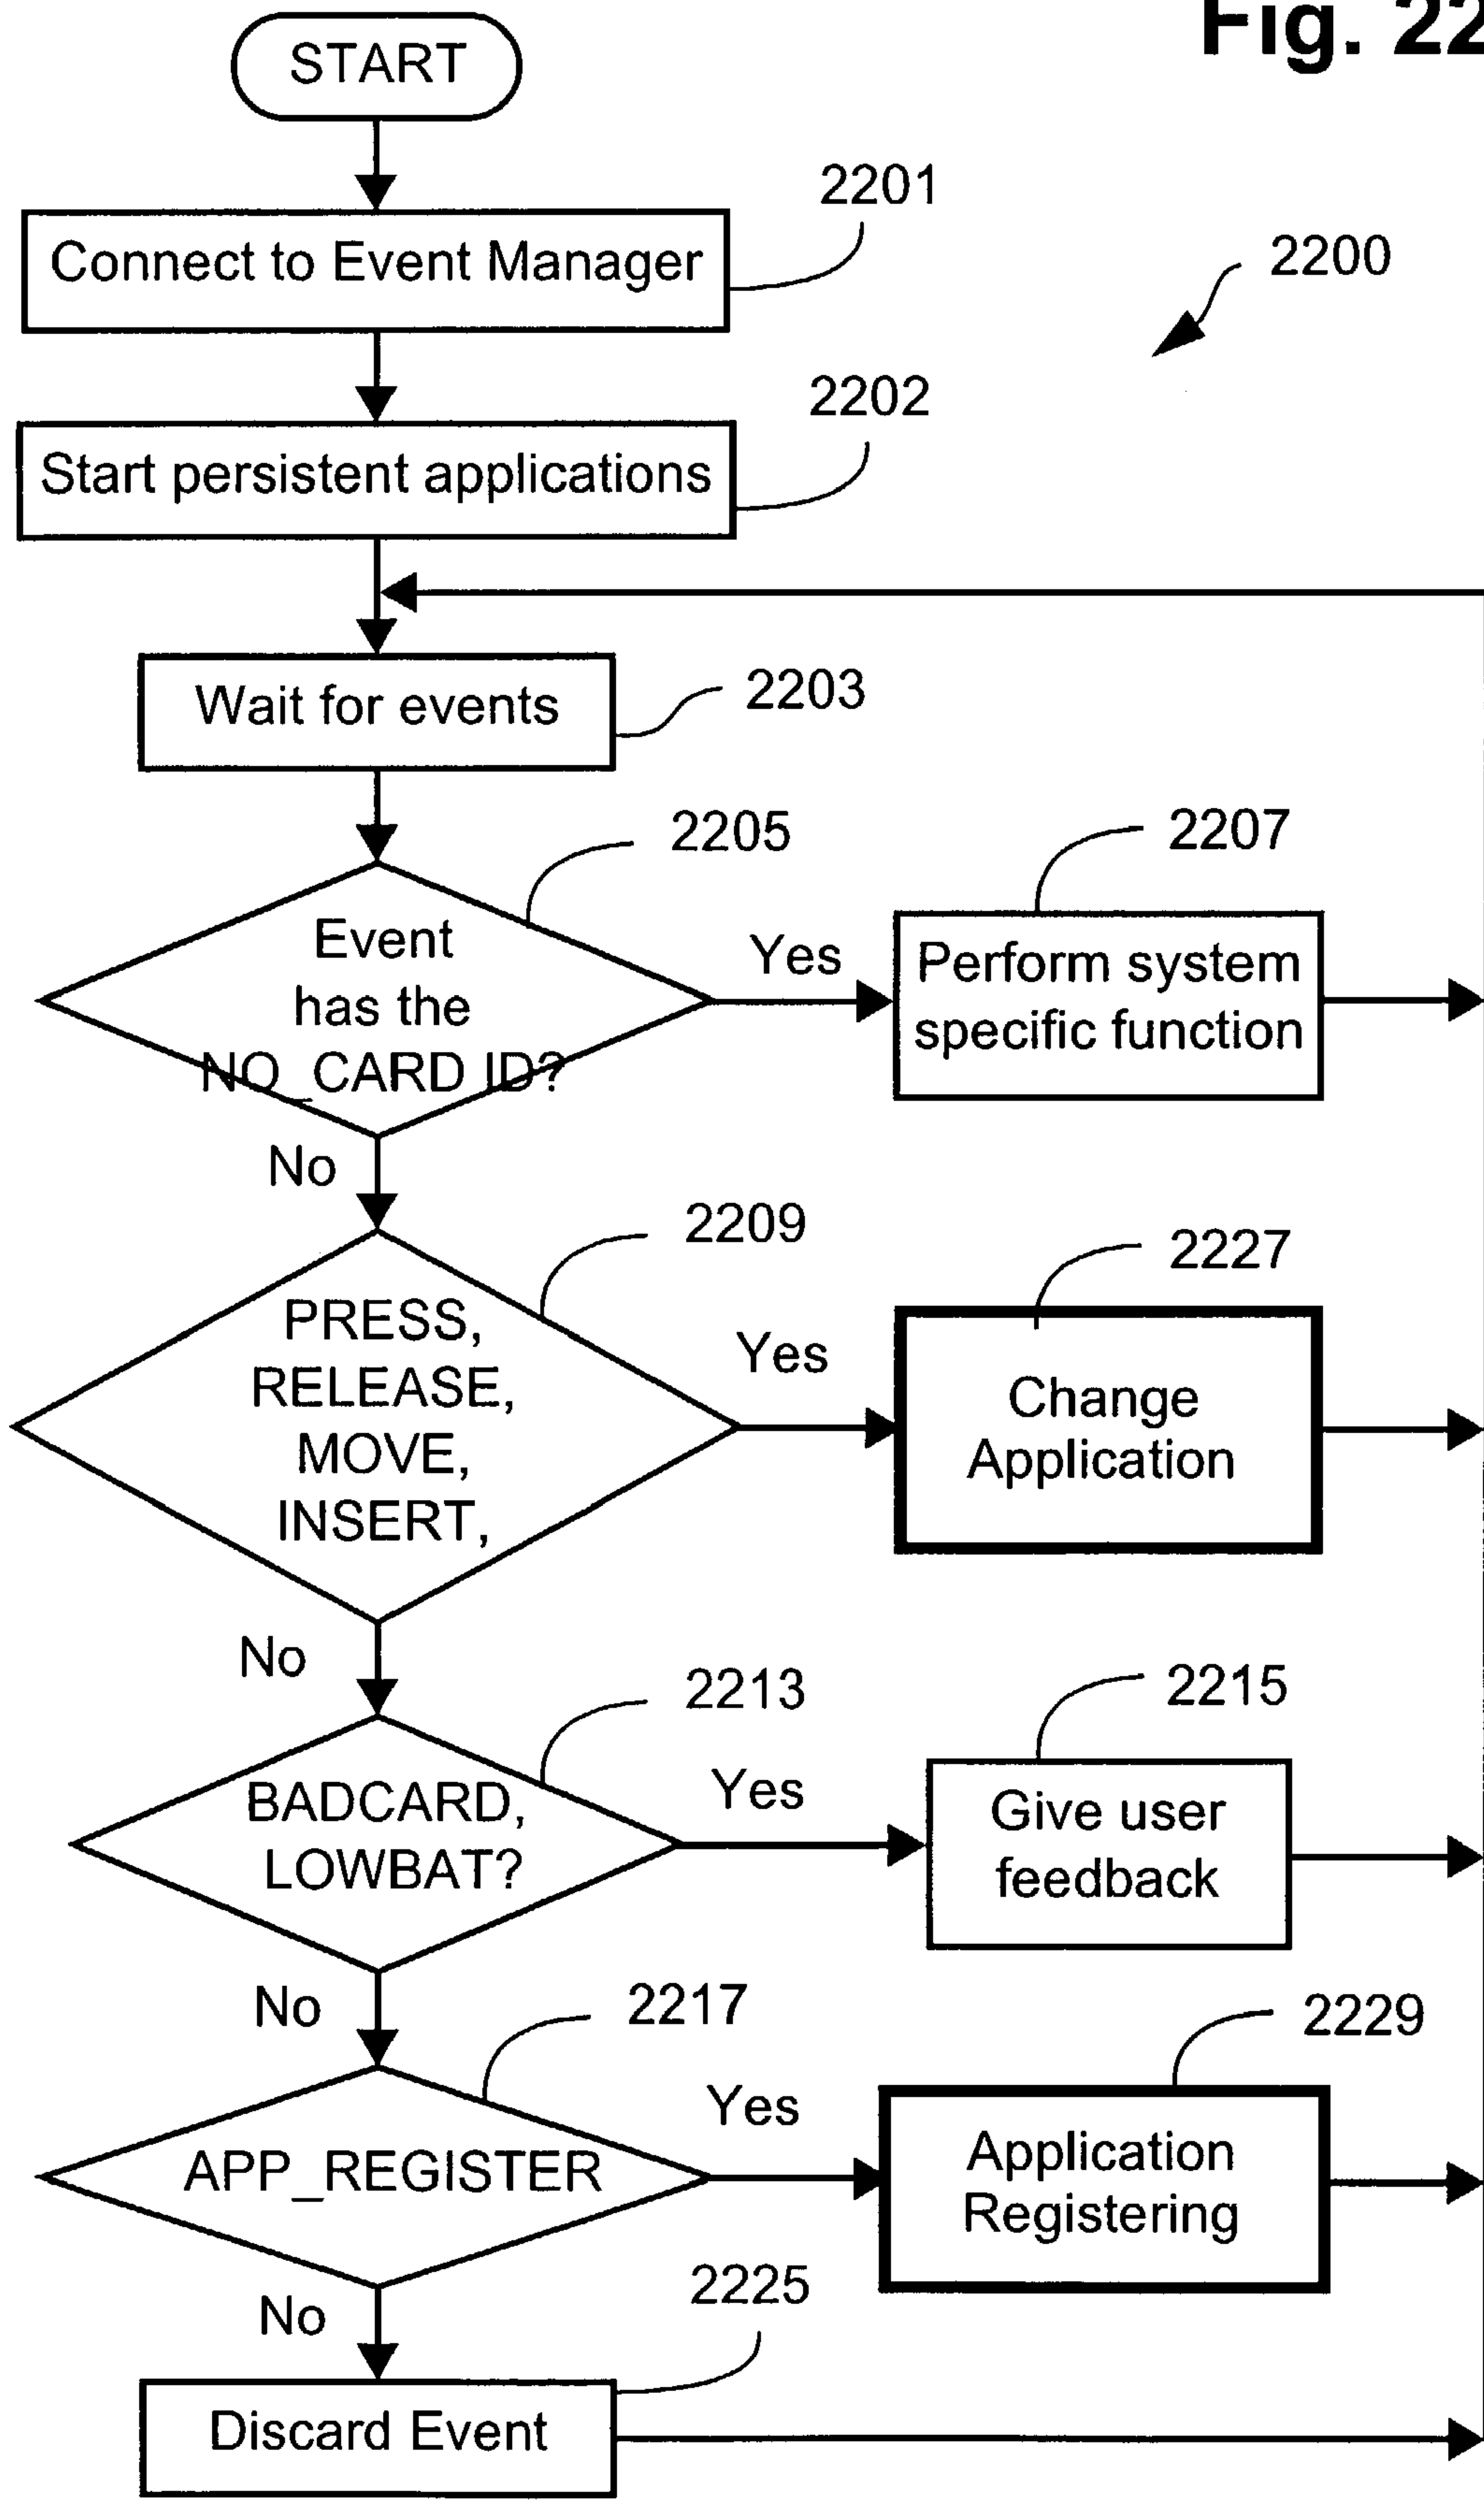 Fig. 22
START
2201
Connect to Event Manager
2200
2202
Start persistent applications
Wait for events
2203
2205
2207
Event
has the
NO_CARD ID?
Yes
Perform system
specific function
No
2209
2227
PRESS,
RELEASE,
MOVE,
INSERT,
Yes
Change
Application
No
2213
2215
BADCARD,
LOWBAT?
Yes
Give user
feedback
No
2217
2229
APP_REGISTER
Yes
Application
Registering
No
2225
Discard Event